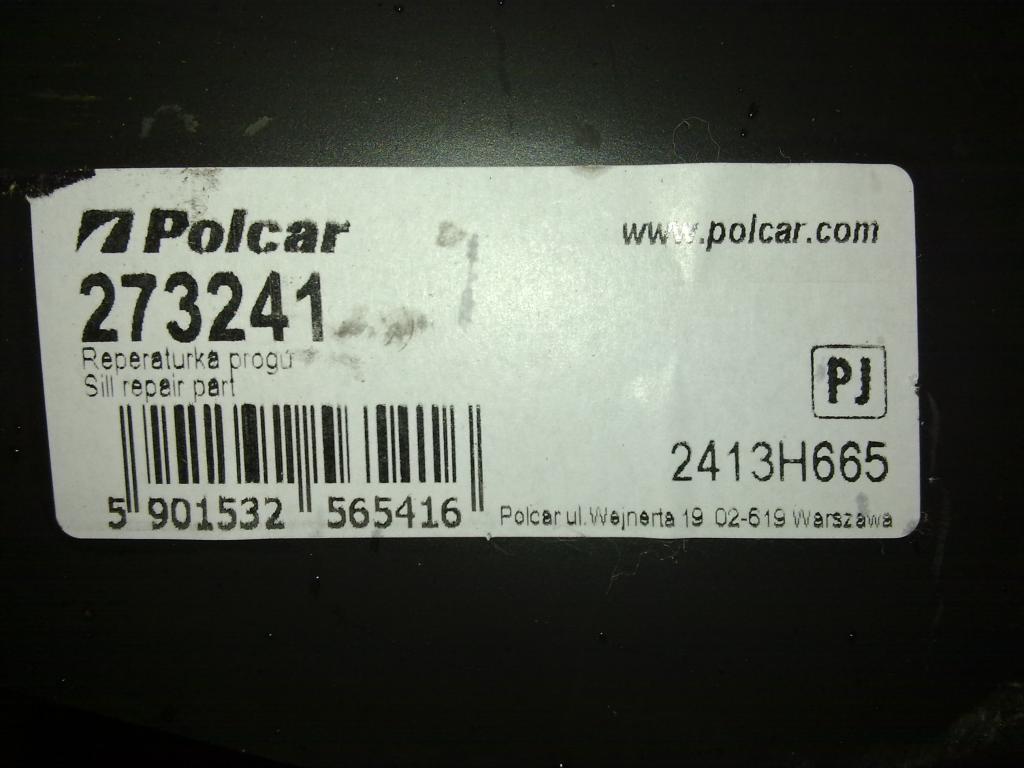 Polcar
www.polcar.com
273241
Reperaturka progu
Sill repair part
PJ
2413H665
5 901532 565416
Polcar ul.Wejnerta 19 02-619 Warszawa